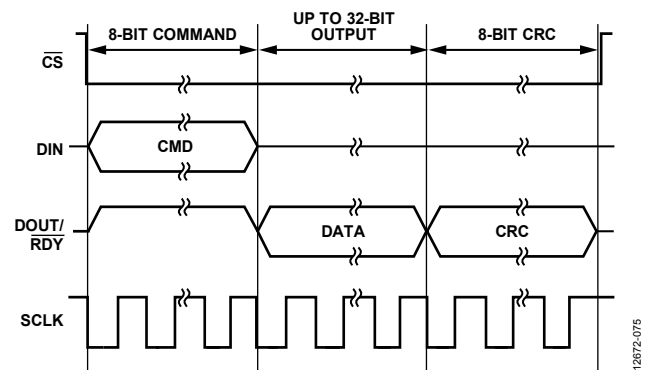 8-BIT COMMAND
UP TO 32-BIT
OUTPUT
8-BIT CRC
CS
DIN
CMD
DOUT/
RDY
DATA
CRC
SCLK
12672-075